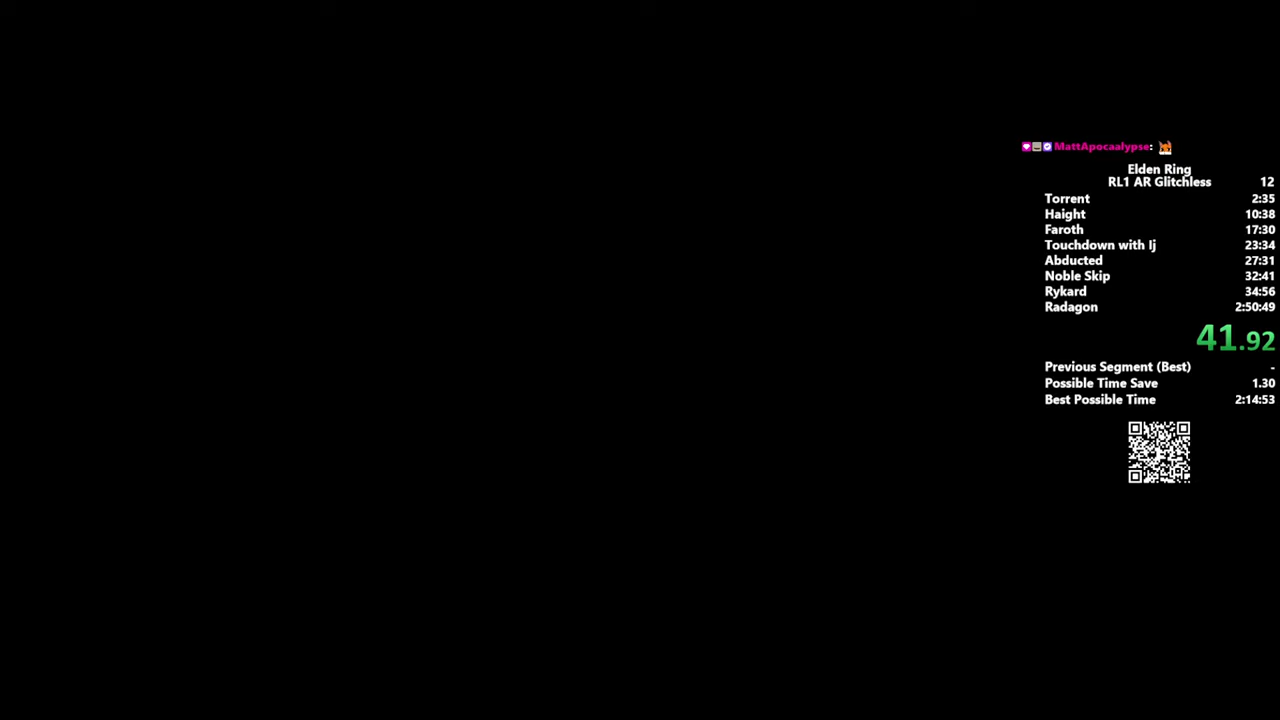 MattApocaalypse:
Elden Ring
RL1 AR Glitchless 12
Torrent 2:35
Haight 10:38
Faroth 17:30
Touchdown with Ij 23:34
Abducted 27:31
Noble Skip 32:41
Rykard 34:56
Radagon 2:50:49
41.92
Previous Segment (Best) -
Possible Time Save 1.30
Best Possible Time 2:14:53